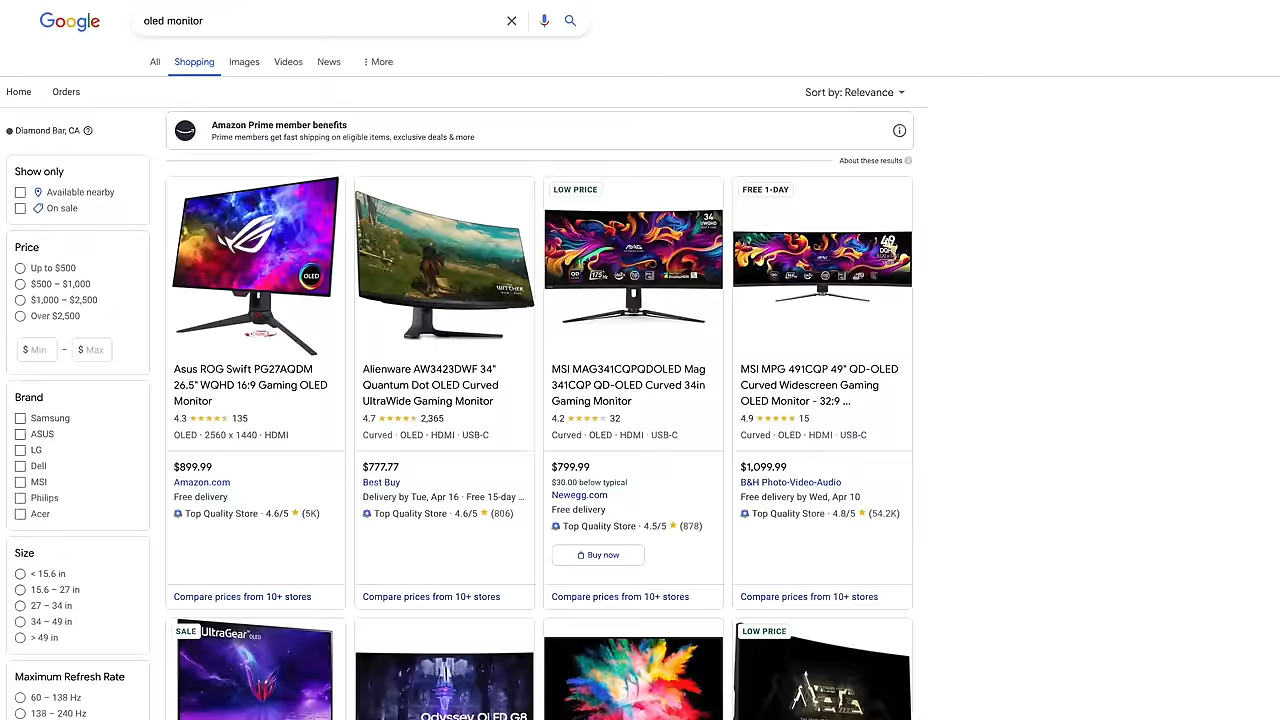 Google
oled monitor
All Shopping Images Videos News More
Home Orders
Sort by: Relevance
Diamond Bar, CA
Amazon Prime member benefits
Prime members get fast shipping on eligible items, exclusive deals & more
About these results
Show only
Available nearby
On sale
Price
Up to $500
$500 – $1,000
$1,000 – $2,500
Over $2,500
$ Min – $ Max
Brand
Samsung
ASUS
LG
Dell
MSI
Philips
Acer
Size
< 15.6 in
15.6 – 27 in
27 – 34 in
34 – 49 in
> 49 in
Maximum Refresh Rate
60 – 138 Hz
138 – 240 Hz
OLED
Asus ROG Swift PG27AQDM
26.5" WQHD 16:9 Gaming OLED
Monitor
4.3 135
OLED · 2560 x 1440 · HDMI
$899.99
Amazon.com
Free delivery
Top Quality Store · 4.6/5 (5K)
Compare prices from 10+ stores
WITCHER
Alienware AW3423DWF 34"
Quantum Dot OLED Curved
UltraWide Gaming Monitor
4.7 2,365
Curved · OLED · HDMI · USB-C
$777.77
Best Buy
Delivery by Tue, Apr 16 · Free 15-day ...
Top Quality Store · 4.6/5 (806)
Compare prices from 10+ stores
LOW PRICE
34
MAG
175Hz
MSI MAG341CQPQDOLED Mag
341CQP QD-OLED Curved 34in
Gaming Monitor
4.2 32
Curved · OLED · HDMI · USB-C
$799.99
$30.00 below typical
Newegg.com
Free delivery
Top Quality Store · 4.5/5 (878)
Buy now
Compare prices from 10+ stores
FREE 1-DAY
49
MSI MPG 491CQP 49" QD-OLED
Curved Widescreen Gaming
OLED Monitor - 32:9 ...
4.9 15
Curved · OLED · HDMI · USB-C
$1,099.99
B&H Photo-Video-Audio
Free delivery by Wed, Apr 10
Top Quality Store · 4.8/5 (54.2K)
Compare prices from 10+ stores
SALE
UltraGear OLED
Odyssey OLED G8
LOW PRICE